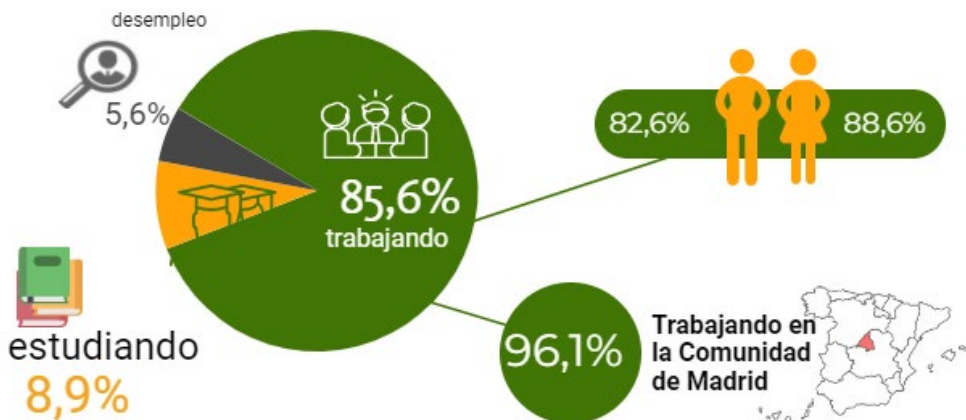 desempleo
5,6%
85,6%
trabajando
82,6%
88,6%
estudiando
8,9%
96,1%
Trabajando en
la Comunidad
de Madrid